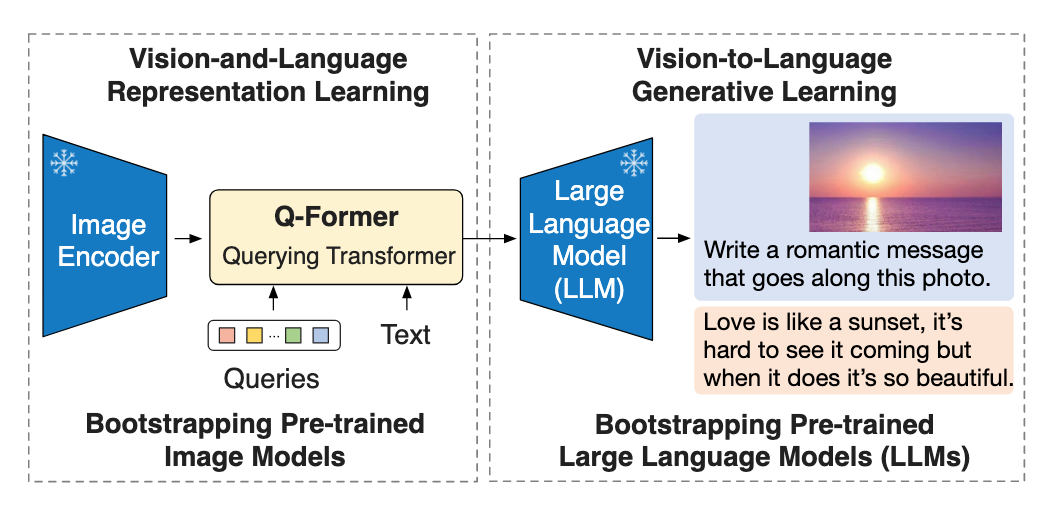 Vision-and-Language
Representation Learning
Image
Encoder
Q-Former
Querying Transformer
...
Queries
Text
Bootstrapping Pre-trained
Image Models
Vision-to-Language
Generative Learning
Large
Language
Model
(LLM)
Write a romantic message
that goes along this photo.
Love is like a sunset, it's
hard to see it coming but
when it does it's so beautiful.
Bootstrapping Pre-trained
Large Language Models (LLMs)